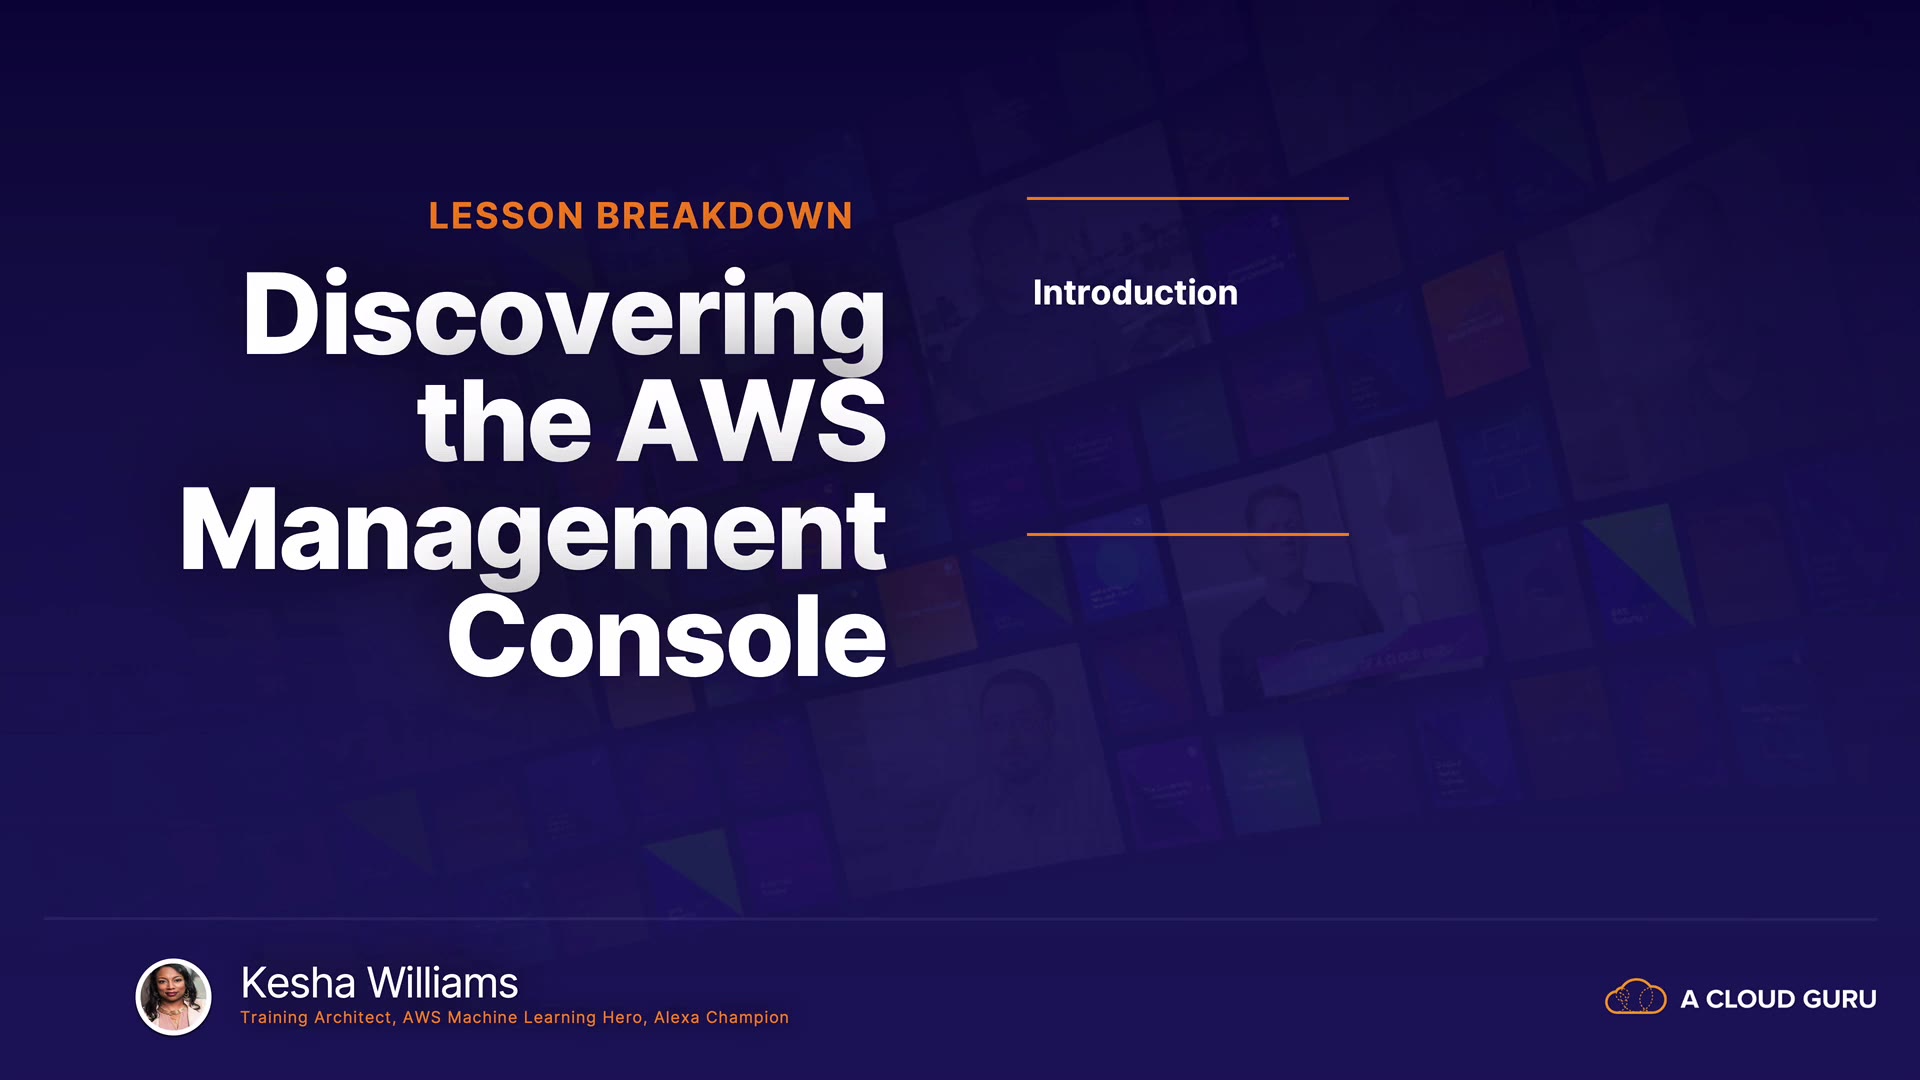 LESSON BREAKDOWN
Discovering
the AWS
Management
Console
Introduction
Kesha Williams
Training Architect, AWS Machine Learning Hero, Alexa Champion
A CLOUD GURU